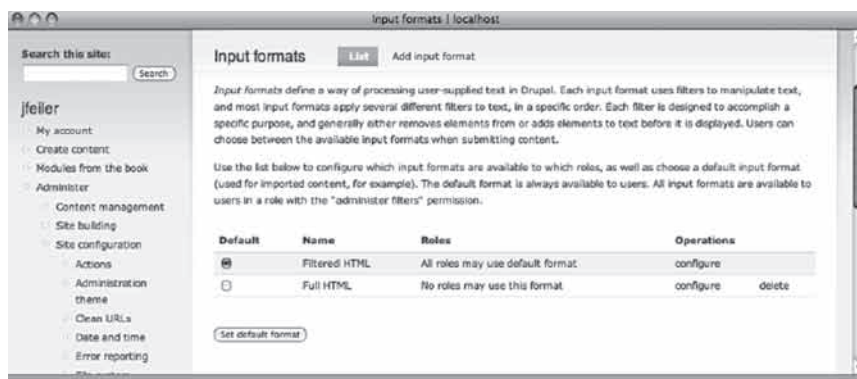 Input formats | localhost
Search this site:
Search
jfeiler
My account
Create content
Modules from the book
Administer
Content management
Site building
Site configuration
Actions
Administration
theme
Clean URLs
Date and time
Error reporting
Input formats
List
Add input format
Input formats define a way of processing user-supplied text in Drupal. Each input format uses filters to manipulate text,
and most input formats apply several different filters to text, in a specific order. Each filter is designed to accomplish a
specific purpose, and generally either removes elements from or adds elements to text before it is displayed. Users can
choose between the available input formats when submitting content.
Use the list below to configure which input formats are available to which roles, as well as choose a default input format
(used for imported content, for example). The default format is always available to users. All input formats are available to
users in a role with the "administer filters" permission.
Default Name Roles Operations
Filtered HTML All roles may use default format configure
Full HTML No roles may use this format configure delete
Set default format